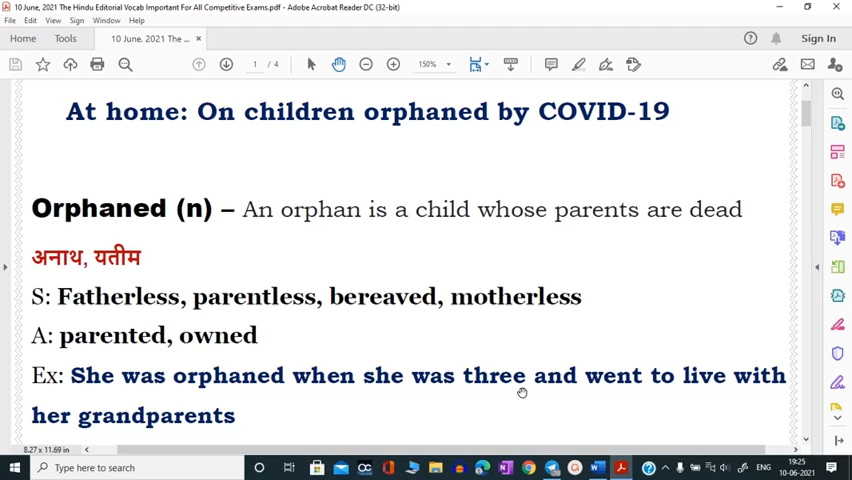 10 June, 2021 The Hindu Editorial Vocab Important For All Competitive Exams.pdf - Adobe Acrobat Reader DC (32-bit)
File Edit View Sign Window Help
Home Tools 10 June, 2021 The ... × Sign In
1 / 4 150%
At home: On children orphaned by COVID-19
Orphaned (n) – An orphan is a child whose parents are dead
अनाथ, यतीम
S: Fatherless, parentless, bereaved, motherless
A: parented, owned
Ex: She was orphaned when she was three and went to live with
her grandparents
8.27 x 11.69 in
Type here to search
ENG
19:25
10-06-2021